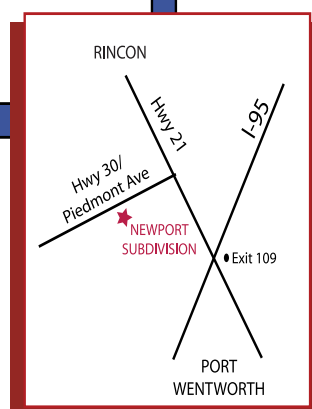 RINCON
Hwy 21
I-95
Hwy 30/
Piedmont Ave
NEWPORT
SUBDIVISION
Exit 109
PORT
WENTWORTH